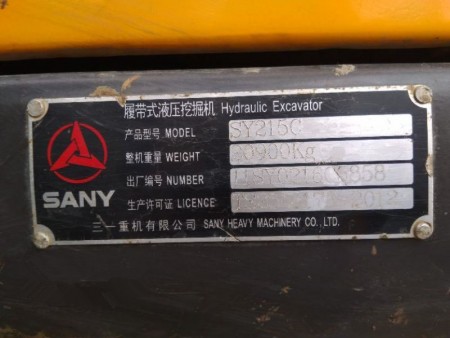 履带式液压挖掘机 Hydraulic Excavator
产品型号 MODEL SY215C
整机重量 WEIGHT 20900Kg
出厂编号 NUMBER
生产许可证 LICENCE 2012
SANY
三一重机有限公司 SANY HEAVY MACHINERY CO., LTD.